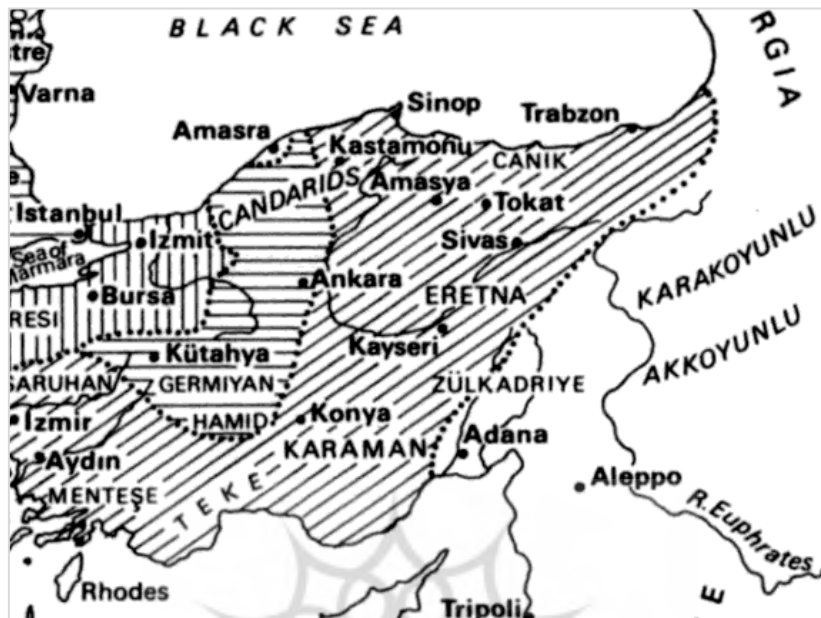 BLACK SEA
RGIA
tre
Varna
Sinop
Trabzon
Amasra
Kastamonu
CANIK
CANDARIDS
Amasya
Tokat
Istanbul
Izmit
Sivas
Sea of
Marmara
Ankara
KARAKOYUNLU
Bursa
ERETNA
RESI
Kayseri
AKKOYUNLU
Kütahya
SARUHAN
GERMIYAN
ZÜLKADRIYE
HAMID
Konya
Izmir
KARAMAN
Adana
Aydın
Aleppo
MENTEŞE
TEKE
R. Euphrates
Rhodes
Tripoli
E